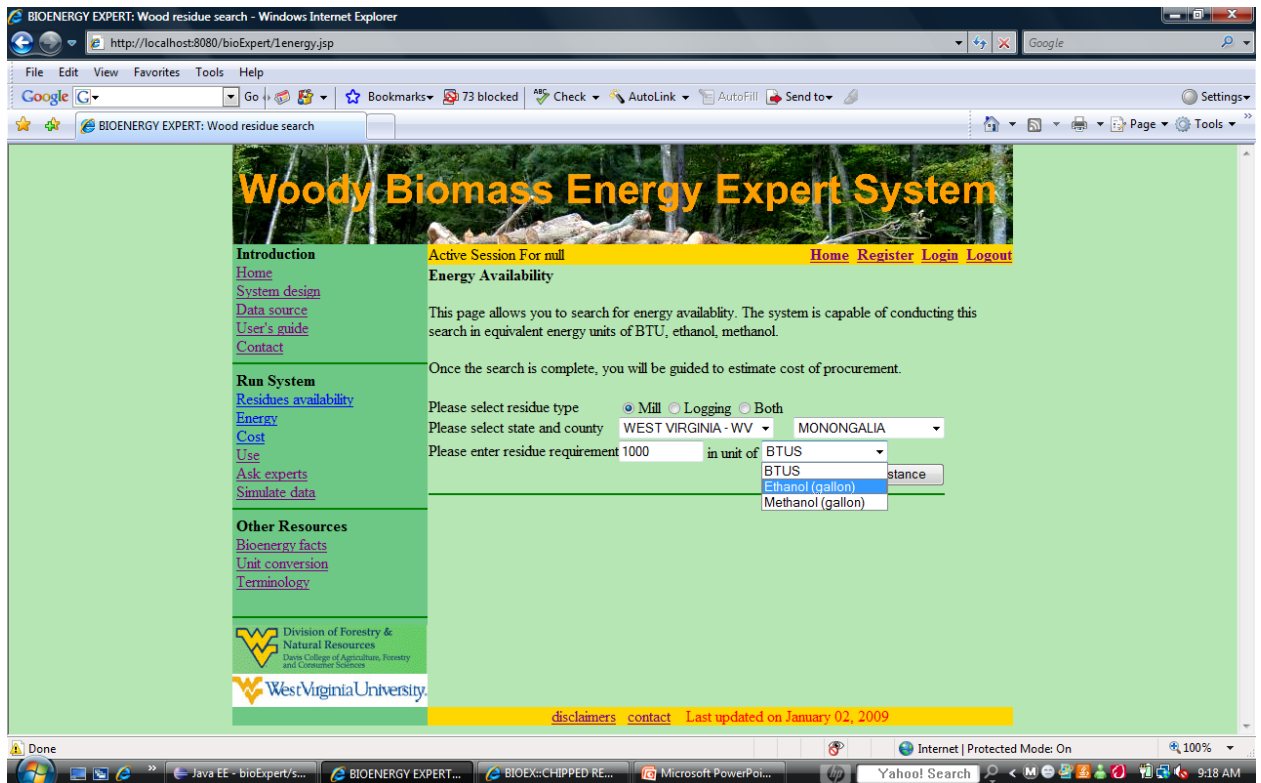 BIOENERGY EXPERT: Wood residue search - Windows Internet Explorer
http://localhost:8080/bioExpert/1energy.jsp
Google
File Edit View Favorites Tools Help
Google G Go Bookmarks 73 blocked ABC Check AutoLink AutoFill Send to Settings
BIOENERGY EXPERT: Wood residue search Page Tools
Woody Biomass Energy Expert System
Introduction
Home
System design
Data source
User's guide
Contact
Run System
Residues availability
Energy
Cost
Use
Ask experts
Simulate data
Other Resources
Bioenergy facts
Unit conversion
Terminology
Division of Forestry &
Natural Resources
Davis College of Agriculture, Forestry
and Consumer Sciences
WestVirginiaUniversity.
Active Session For null Home Register Login Logout
Energy Availability
This page allows you to search for energy availablity. The system is capable of conducting this
search in equivalent energy units of BTU, ethanol, methanol.
Once the search is complete, you will be guided to estimate cost of procurement.
Please select residue type Mill Logging Both
Please select state and county WEST VIRGINIA - WV MONONGALIA
Please enter residue requirement 1000 in unit of BTUS
BTUS
Ethanol (gallon)
Methanol (gallon)
stance
disclaimers contact Last updated on January 02, 2009
Done Internet | Protected Mode: On 100%
Java EE - bioExpert/s... BIOENERGY EXPERT... BIOEX::CHIPPED RE... Microsoft PowerPoi... hp Yahoo! Search 9:18 AM